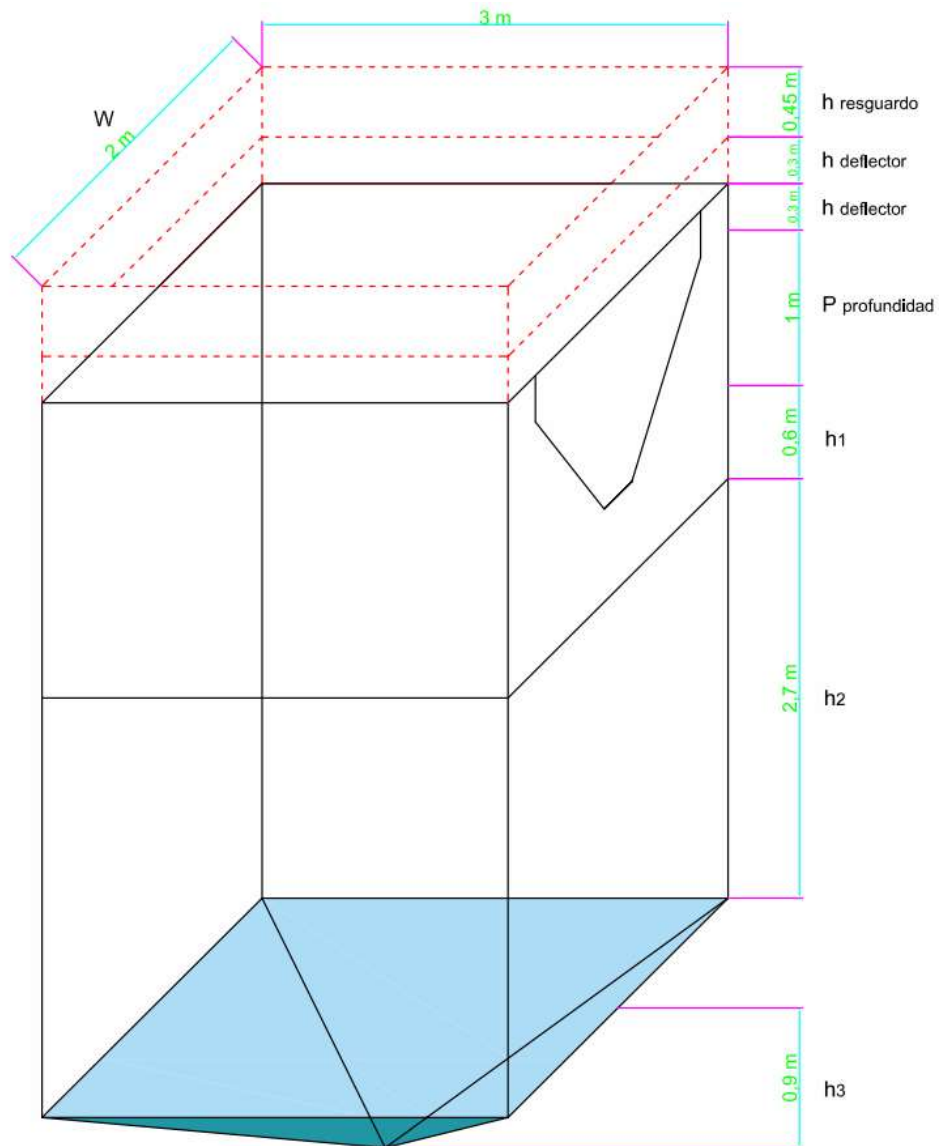 3 m
W
2 m
0,45 m
h resguardo
0,3 m
h deflector
0,3 m
h deflector
1 m
P profundidad
0,6 m
h1
2,7 m
h2
0,9 m
h3